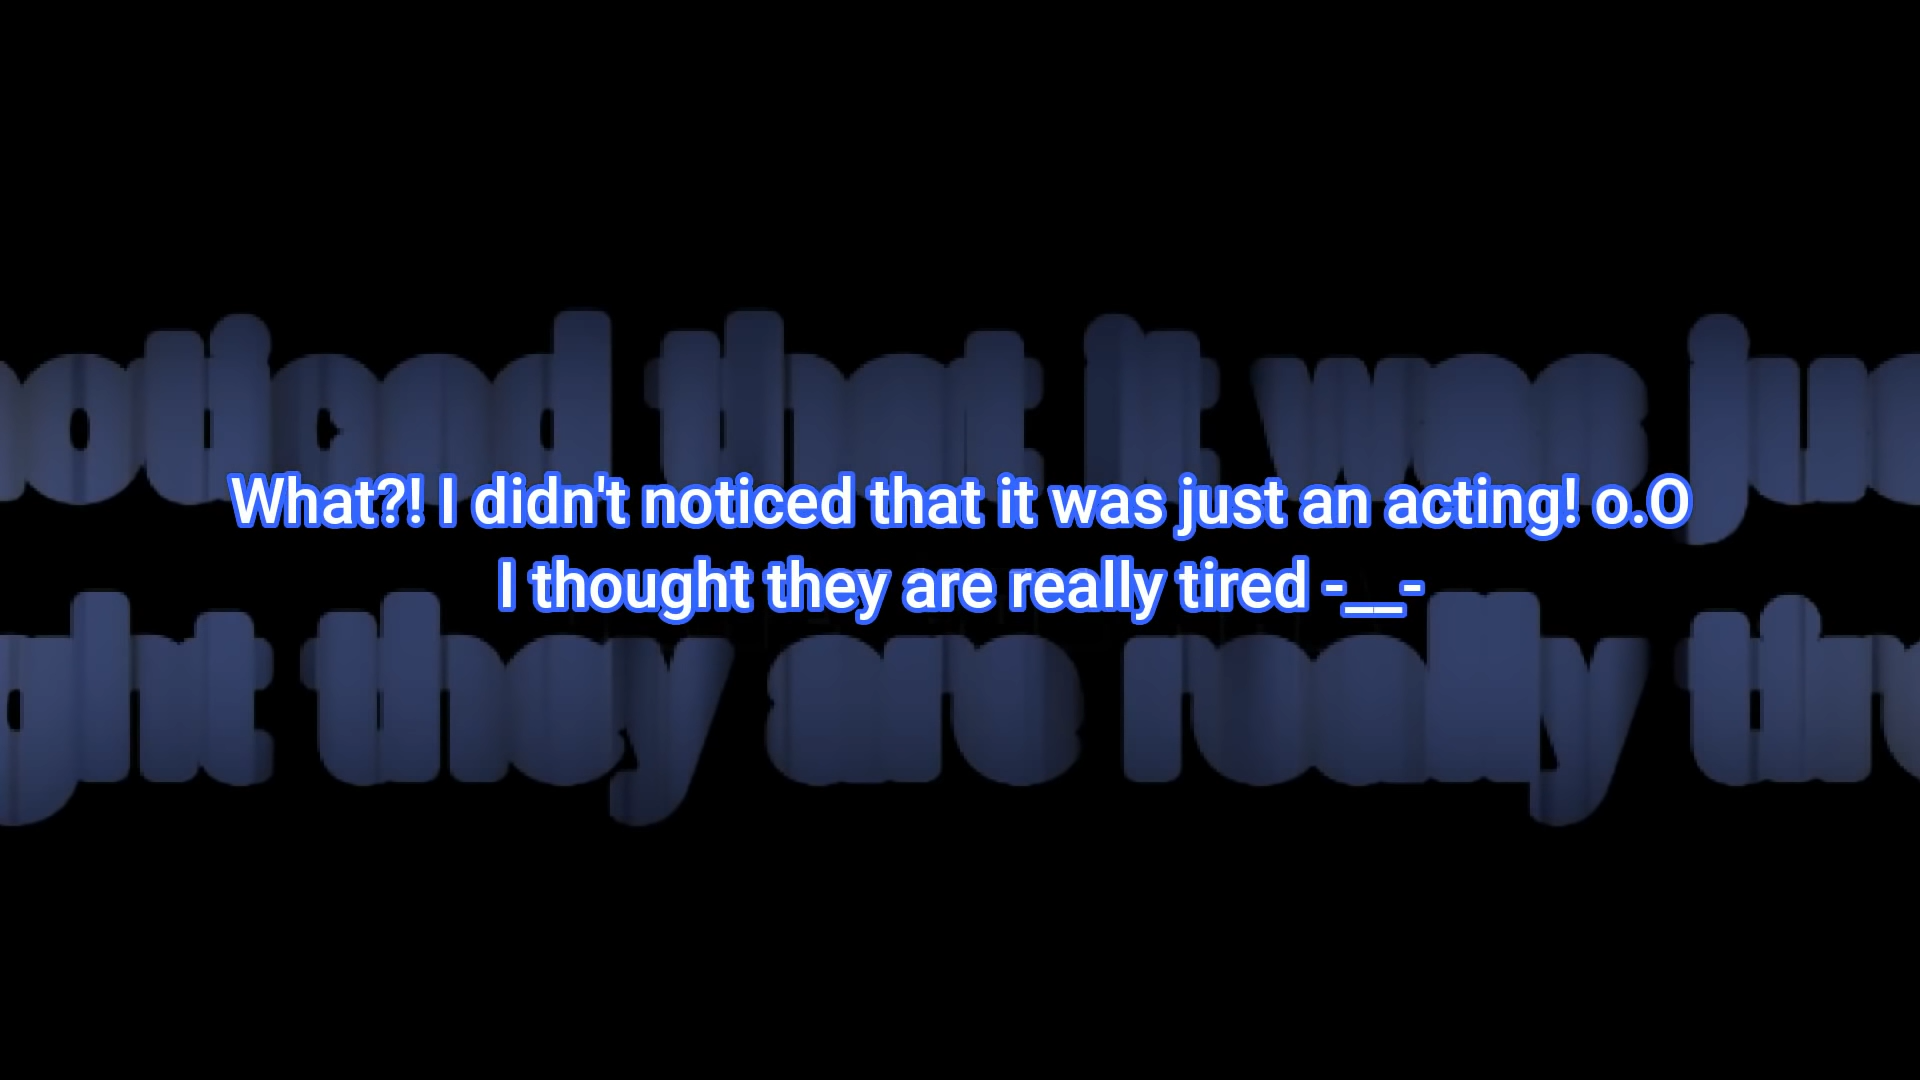 What?! I didn't noticed that it was just an acting! o.O
I thought they are really tired -__-